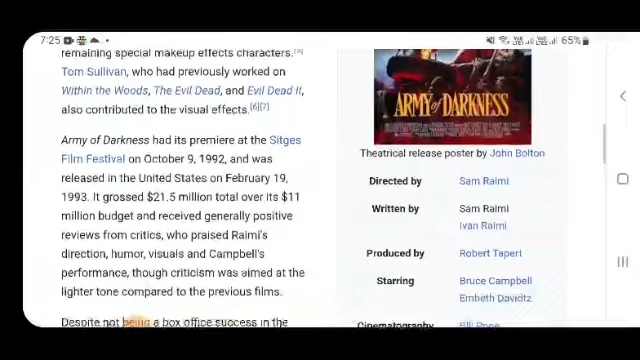 7:25
65%
remaining special makeup effects characters.[5]
Tom Sullivan, who had previously worked on
Within the Woods, The Evil Dead, and Evil Dead II,
also contributed to the visual effects.[6][7]
Army of Darkness had its premiere at the Sitges
Film Festival on October 9, 1992, and was
released in the United States on February 19,
1993. It grossed $21.5 million total over its $11
million budget and received generally positive
reviews from critics, who praised Raimi's
direction, humor, visuals and Campbell's
performance, though criticism was aimed at the
lighter tone compared to the previous films.
Despite not being a box office success in the
ARMY of DARKNESS
Theatrical release poster by John Bolton
Directed by Sam Raimi
Written by Sam Raimi
Ivan Raimi
Produced by Robert Tapert
Starring Bruce Campbell
Embeth Davidtz
Cinematography Bill Pope